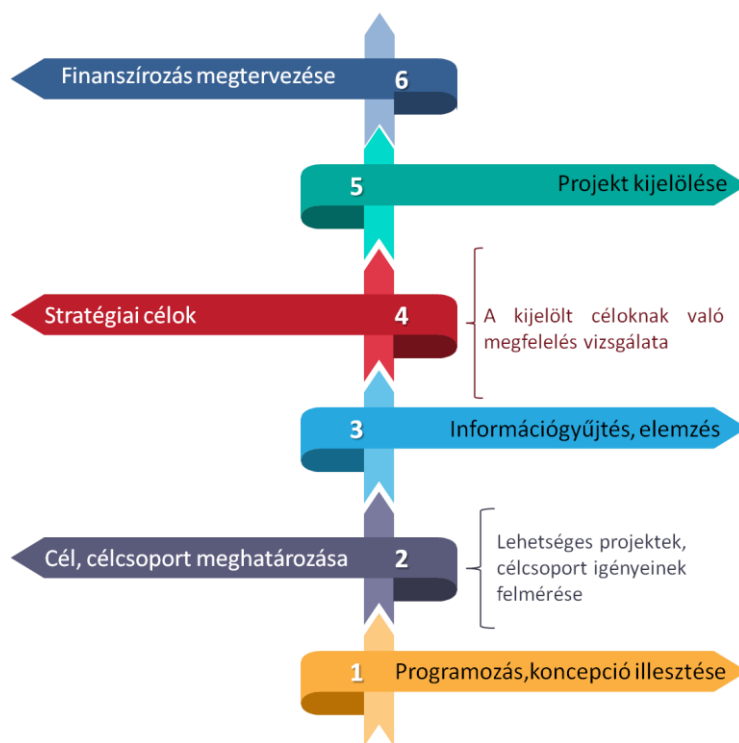 Finanszírozás megtervezése 6
5 Projekt kijelölése
Stratégiai célok 4
A kijelölt céloknak való
megfelelés vizsgálata
3 Információgyűjtés, elemzés
Cél, célcsoport meghatározása 2
Lehetséges projektek,
célcsoport igényeinek
felmérése
1 Programozás,koncepció illesztése